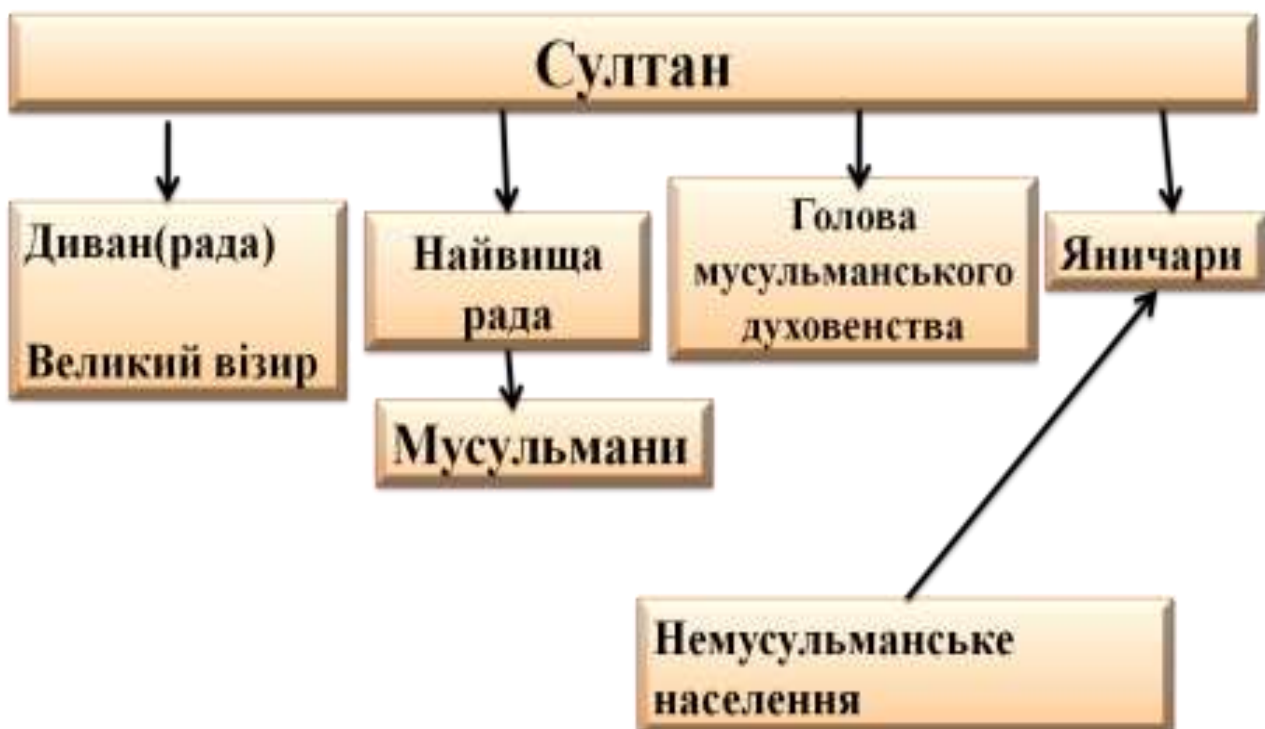 Султан
Диван(рада)
Великий візир
Найвища
рада
Голова
мусульманського
духовенства
Яничари
Мусульмани
Немусульманське
населення